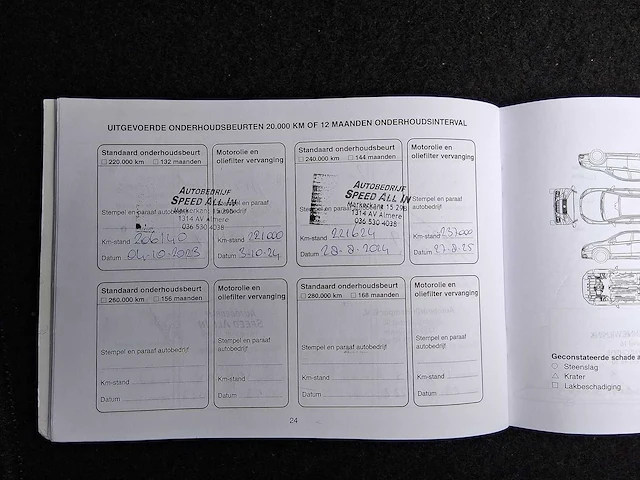 UITGEVOERDE ONDERHOUDSBEURTEN 20.000 KM OF 12 MAANDEN ONDERHOUDSINTERVAL
Standaard onderhoudsbeurt
□ 220.000 km □ 132 maanden
AUTOBEDRIJF
SPEED ALL IN
Stempel en paraaf autobedrijf
1314 AV Almere
036 530 4038
Km-stand 206140
Datum 04-10-2023
Motorolie en
oliefilter vervanging
Stempel en paraaf
autobedrijf
Km-stand 221000
Datum 3-10-24
Standaard onderhoudsbeurt
□ 240.000 km □ 144 maanden
AUTOBEDRIJF
SPEED ALL IN
Stempel en paraaf
Markerkant 15
1314 AV Almere
036 530 4038
Km-stand 221624
Datum 28-8-2024
Motorolie en
oliefilter vervanging
Stempel en paraaf
autobedrijf
Km-stand 237000
Datum 27-8-25
Standaard onderhoudsbeurt
□ 260.000 km □ 156 maanden
Stempel en paraaf autobedrijf
Km-stand
Datum
Motorolie en
oliefilter vervanging
Stempel en paraaf
autobedrijf
Km-stand
Datum
Standaard onderhoudsbeurt
□ 280.000 km □ 168 maanden
Stempel en paraaf autobedrijf
Km-stand
Datum
Motorolie en
oliefilter vervanging
Stempel en paraaf
autobedrijf
Km-stand
Datum
24
Geconstateerde schade
○ Steenslag
△ Krater
□ Lakbeschadiging